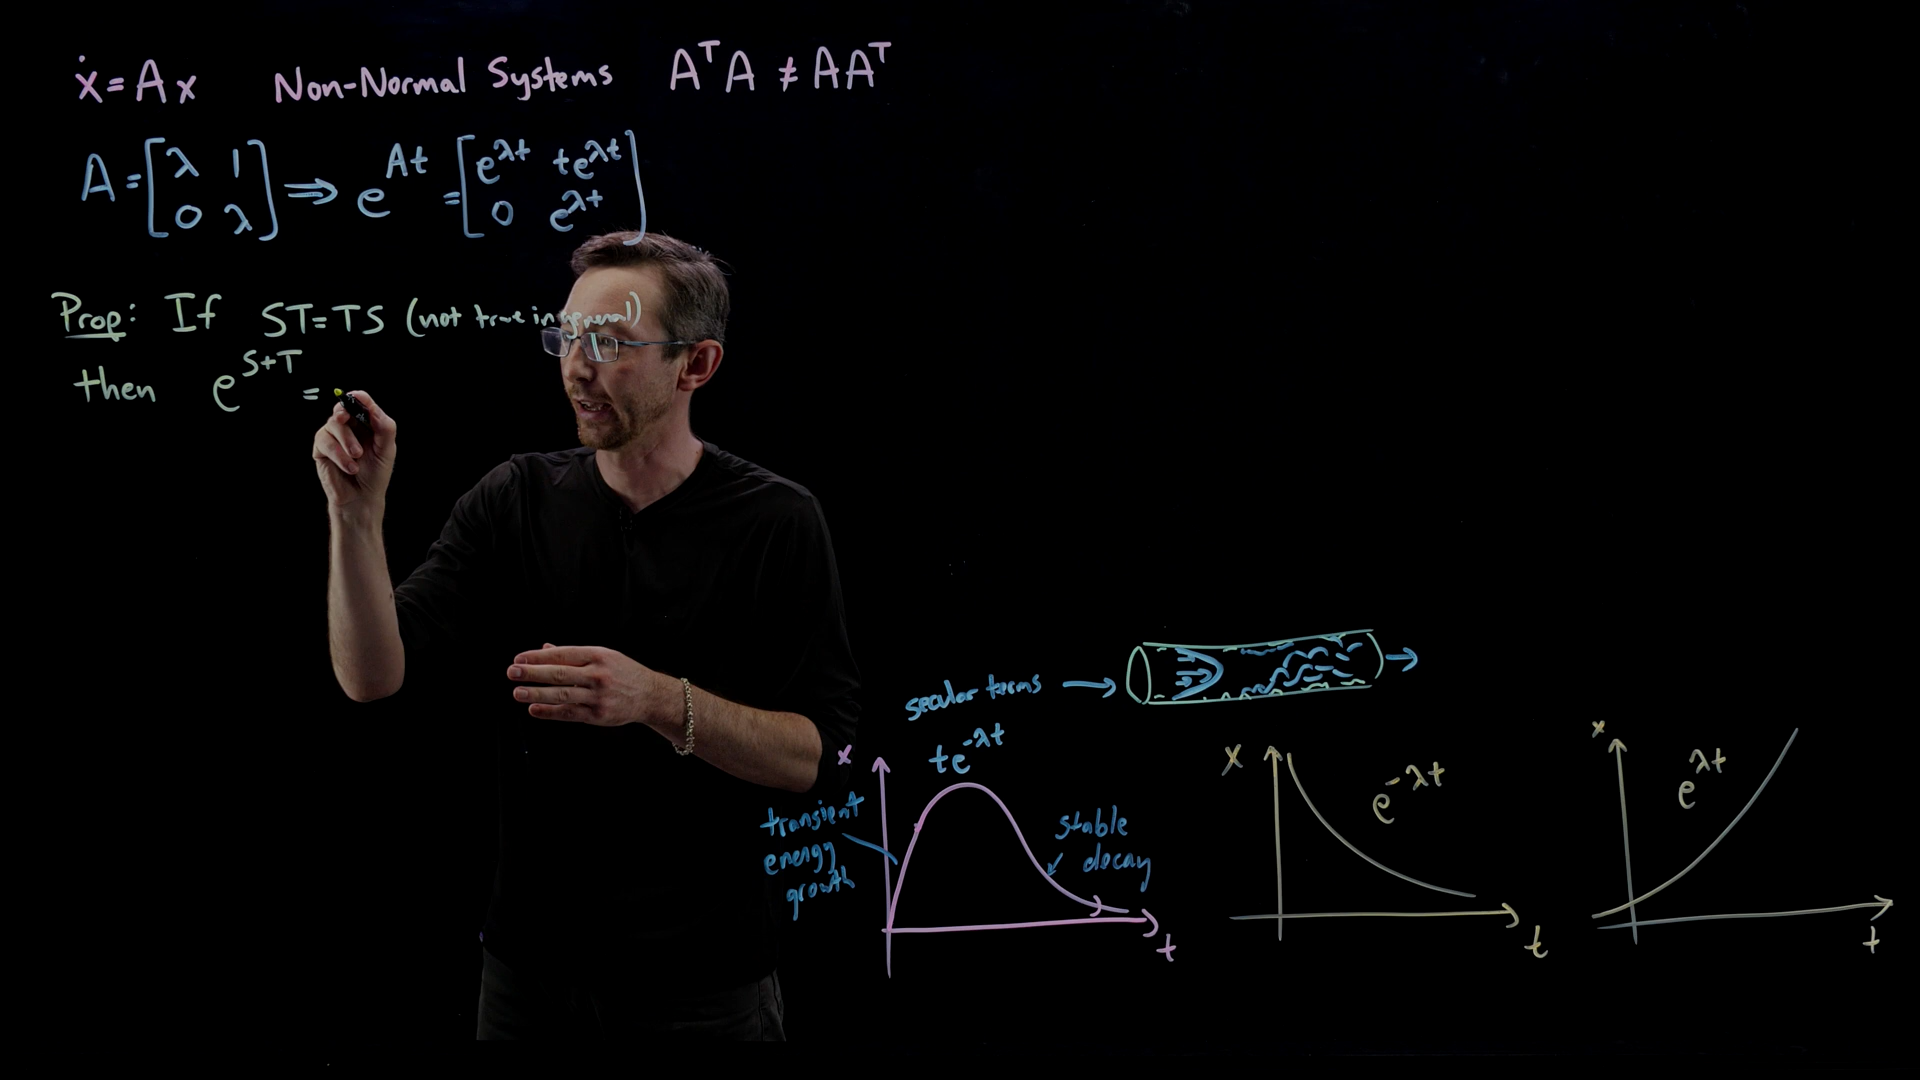 ẋ = Ax Non-Normal Systems AᵀA ≠ AAᵀ
A = [λ 1; 0 λ] ⇒ e^{At} = [e^{λt} te^{λt}; 0 e^{λt}]
Prop: If ST=TS (not true in general)
then e^{S+T} =
secular terms →
te^{-λt}
x
transient
energy
growth
stable
decay
t
x
e^{-λt}
t
x
e^{λt}
t